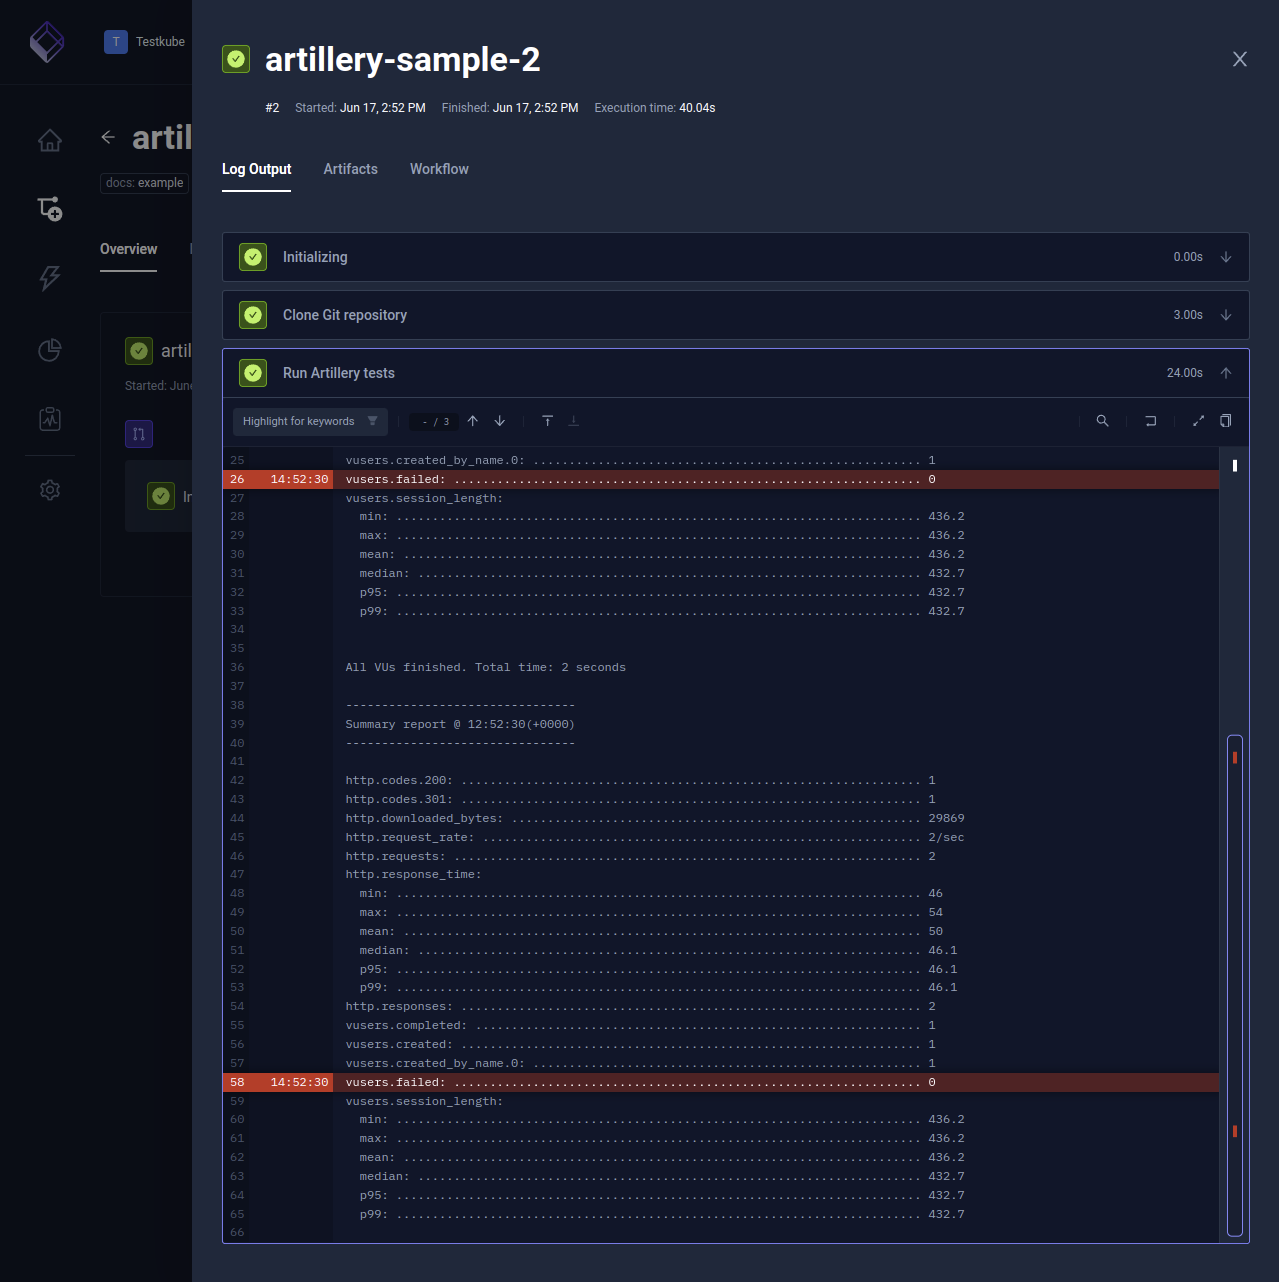 T Testkube
artil
docs: example
Overview
artil
Started: June
In
artillery-sample-2
#2 Started: Jun 17, 2:52 PM Finished: Jun 17, 2:52 PM Execution time: 40.04s
Log Output Artifacts Workflow
Initializing 0.00s
Clone Git repository 3.00s
Run Artillery tests 24.00s
Highlight for keywords - / 3
25 vusers.created_by_name.0: ...................................................... 1
26 14:52:30 vusers.failed: ................................................................. 0
27 vusers.session_length:
28 min: ......................................................................... 436.2
29 max: ......................................................................... 436.2
30 mean: ........................................................................ 436.2
31 median: ...................................................................... 432.7
32 p95: ......................................................................... 432.7
33 p99: ......................................................................... 432.7
34
35
36 All VUs finished. Total time: 2 seconds
37
38 --------------------------------
39 Summary report @ 12:52:30(+0000)
40 --------------------------------
41
42 http.codes.200: ................................................................ 1
43 http.codes.301: ................................................................ 1
44 http.downloaded_bytes: ......................................................... 29869
45 http.request_rate: ............................................................. 2/sec
46 http.requests: ................................................................. 2
47 http.response_time:
48 min: ......................................................................... 46
49 max: ......................................................................... 54
50 mean: ........................................................................ 50
51 median: ...................................................................... 46.1
52 p95: ......................................................................... 46.1
53 p99: ......................................................................... 46.1
54 http.responses: ................................................................ 2
55 vusers.completed: .............................................................. 1
56 vusers.created: ................................................................ 1
57 vusers.created_by_name.0: ...................................................... 1
58 14:52:30 vusers.failed: ................................................................. 0
59 vusers.session_length:
60 min: ......................................................................... 436.2
61 max: ......................................................................... 436.2
62 mean: ........................................................................ 436.2
63 median: ...................................................................... 432.7
64 p95: ......................................................................... 432.7
65 p99: ......................................................................... 432.7
66